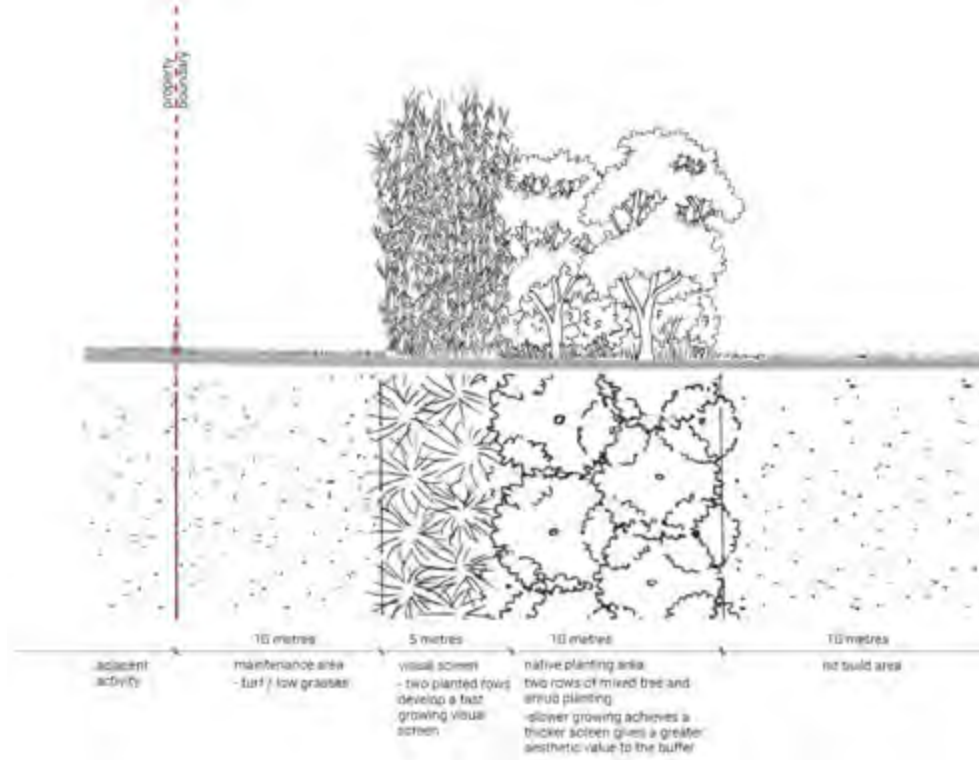 property
boundary
10 metres
5 metres
10 metres
10 metres
adjacent
activity
maintenance area
- turf / low grasses
visual screen
- two planted rows
develop a fast
growing visual
screen
native planting area
two rows of mixed tree and
shrub planting
-slower growing achieves a
thicker screen gives a greater
aesthetic value to the buffer
no build area